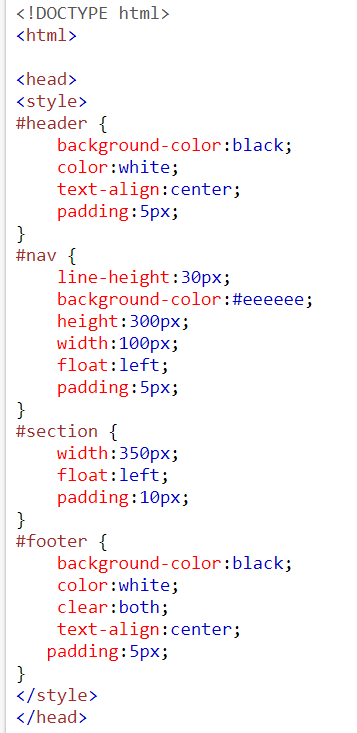 <!DOCTYPE html>
<html>

<head>
<style>
#header {
    background-color:black;
    color:white;
    text-align:center;
    padding:5px;
}
#nav {
    line-height:30px;
    background-color:#eeeeee;
    height:300px;
    width:100px;
    float:left;
    padding:5px;
}
#section {
    width:350px;
    float:left;
    padding:10px;
}
#footer {
    background-color:black;
    color:white;
    clear:both;
    text-align:center;
   padding:5px;
}
</style>
</head>